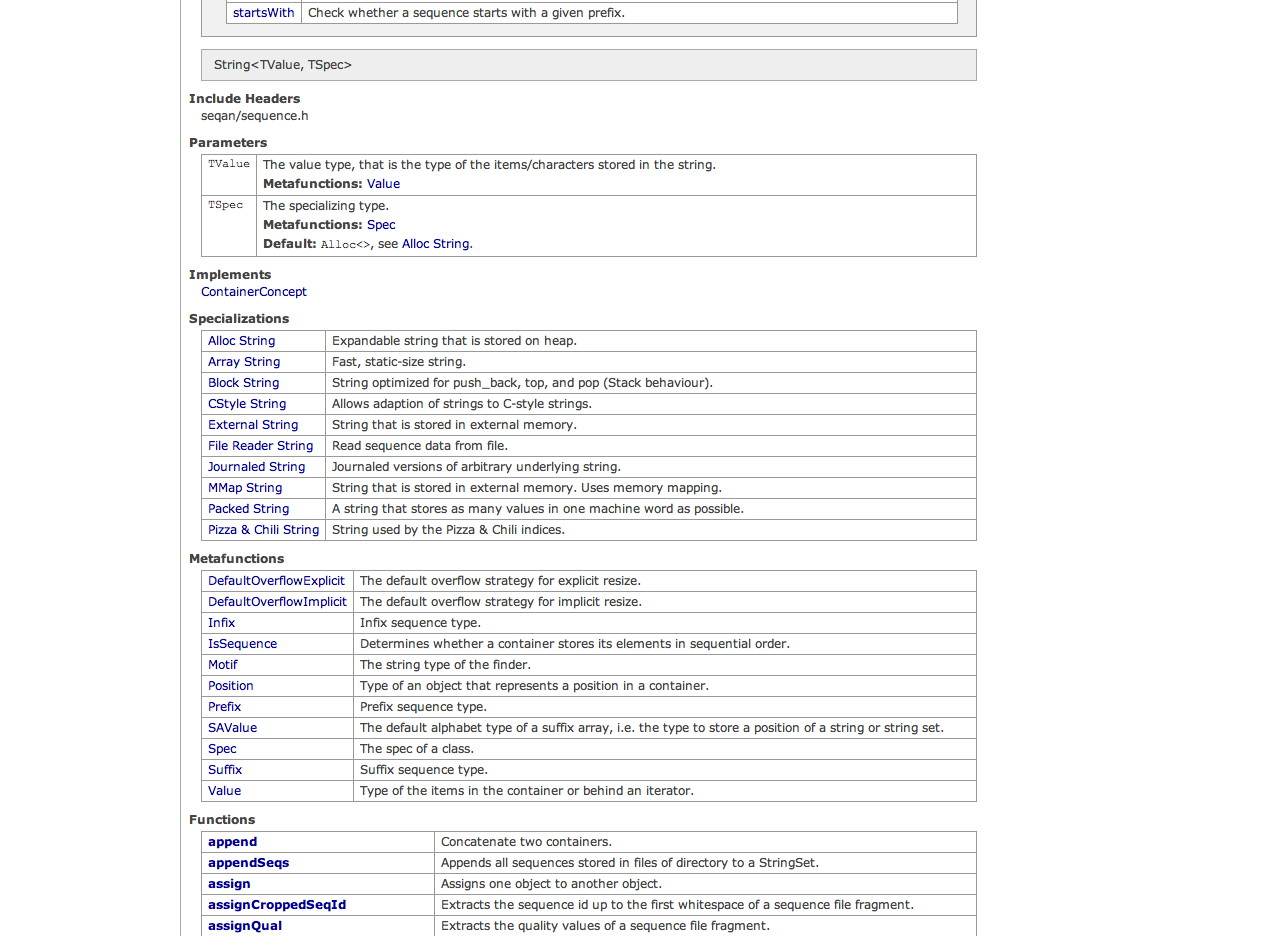 startsWith Check whether a sequence starts with a given prefix.
String<TValue, TSpec>
Include Headers
seqan/sequence.h
Parameters
TValue The value type, that is the type of the items/characters stored in the string.
Metafunctions: Value
TSpec The specializing type.
Metafunctions: Spec
Default: Alloc<>, see Alloc String.
Implements
ContainerConcept
Specializations
Alloc String Expandable string that is stored on heap.
Array String Fast, static-size string.
Block String String optimized for push_back, top, and pop (Stack behaviour).
CStyle String Allows adaption of strings to C-style strings.
External String String that is stored in external memory.
File Reader String Read sequence data from file.
Journaled String Journaled versions of arbitrary underlying string.
MMap String String that is stored in external memory. Uses memory mapping.
Packed String A string that stores as many values in one machine word as possible.
Pizza & Chili String String used by the Pizza & Chili indices.
Metafunctions
DefaultOverflowExplicit The default overflow strategy for explicit resize.
DefaultOverflowImplicit The default overflow strategy for implicit resize.
Infix Infix sequence type.
IsSequence Determines whether a container stores its elements in sequential order.
Motif The string type of the finder.
Position Type of an object that represents a position in a container.
Prefix Prefix sequence type.
SAValue The default alphabet type of a suffix array, i.e. the type to store a position of a string or string set.
Spec The spec of a class.
Suffix Suffix sequence type.
Value Type of the items in the container or behind an iterator.
Functions
append Concatenate two containers.
appendSeqs Appends all sequences stored in files of directory to a StringSet.
assign Assigns one object to another object.
assignCroppedSeqId Extracts the sequence id up to the first whitespace of a sequence file fragment.
assignQual Extracts the quality values of a sequence file fragment.